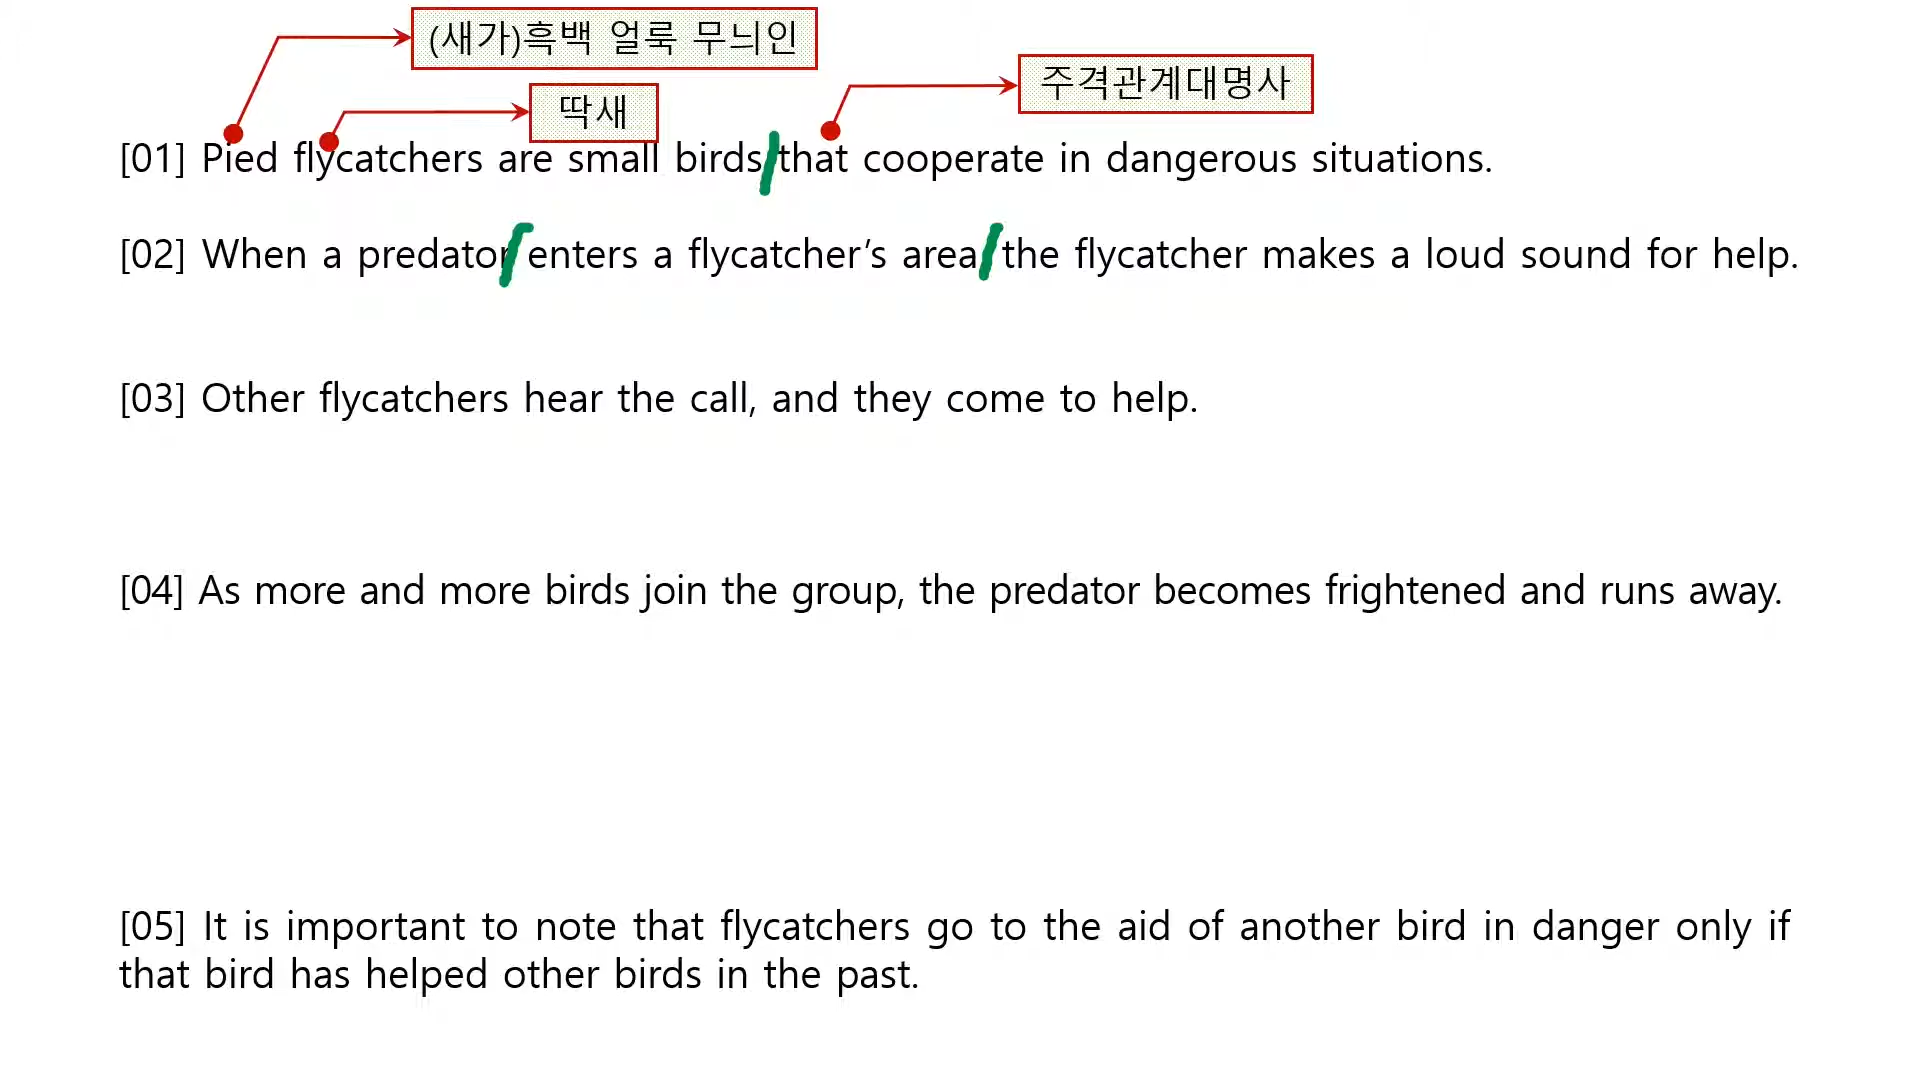 (새가)흑백 얼룩 무늬인
주격관계대명사
딱새
[01] Pied flycatchers are small birds that cooperate in dangerous situations.
[02] When a predator enters a flycatcher’s area, the flycatcher makes a loud sound for help.
[03] Other flycatchers hear the call, and they come to help.
[04] As more and more birds join the group, the predator becomes frightened and runs away.
[05] It is important to note that flycatchers go to the aid of another bird in danger only if
that bird has helped other birds in the past.